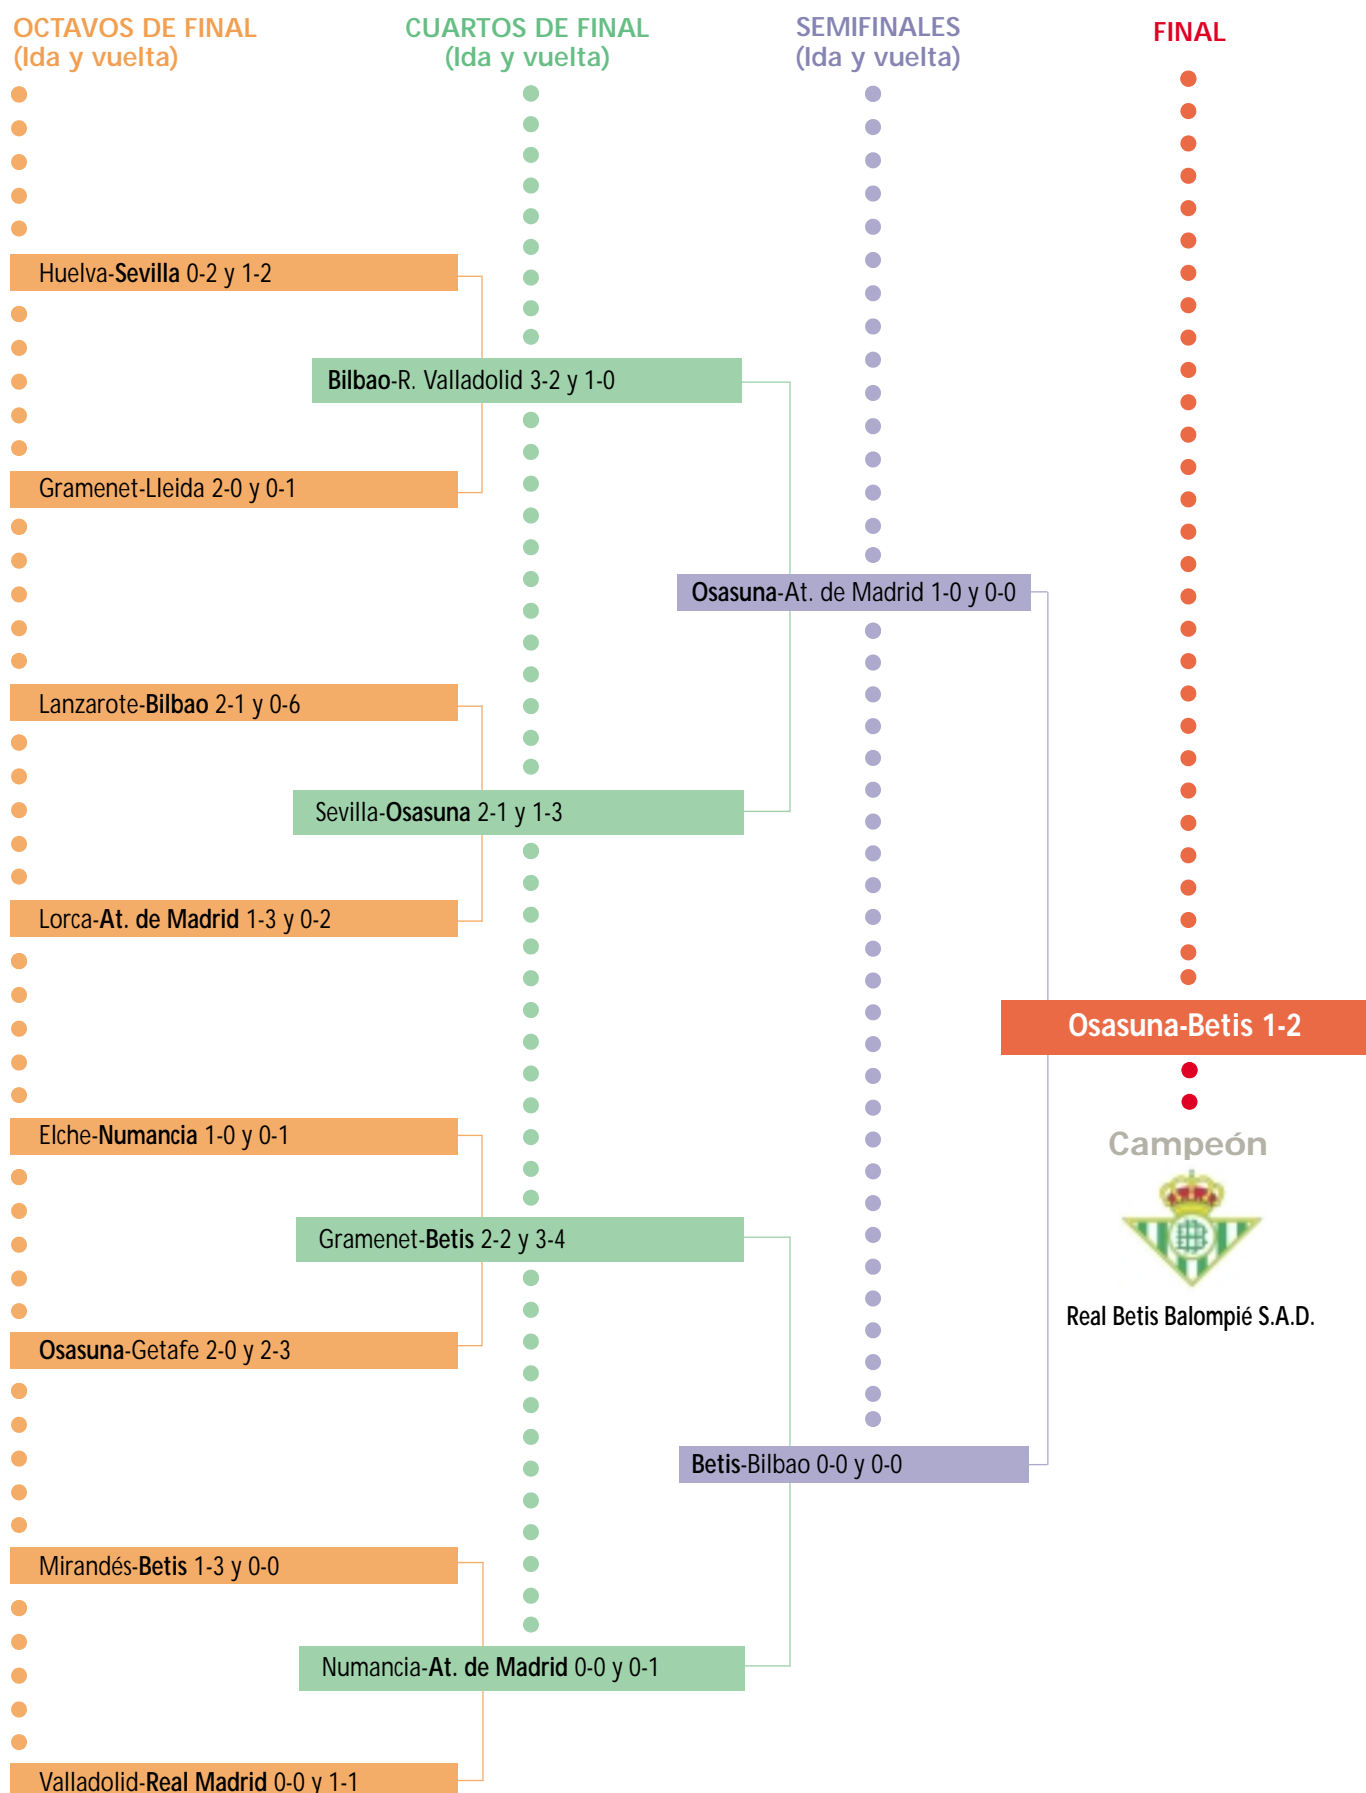 OCTAVOS DE FINAL
(Ida y vuelta)
CUARTOS DE FINAL
(Ida y vuelta)
SEMIFINALES
(Ida y vuelta)
FINAL
Huelva-Sevilla 0-2 y 1-2
Bilbao-R. Valladolid 3-2 y 1-0
Gramenet-Lleida 2-0 y 0-1
Osasuna-At. de Madrid 1-0 y 0-0
Lanzarote-Bilbao 2-1 y 0-6
Sevilla-Osasuna 2-1 y 1-3
Lorca-At. de Madrid 1-3 y 0-2
Osasuna-Betis 1-2
Elche-Numancia 1-0 y 0-1
Campeón
Gramenet-Betis 2-2 y 3-4
Real Betis Balompié S.A.D.
Osasuna-Getafe 2-0 y 2-3
Betis-Bilbao 0-0 y 0-0
Mirandés-Betis 1-3 y 0-0
Numancia-At. de Madrid 0-0 y 0-1
Valladolid-Real Madrid 0-0 y 1-1